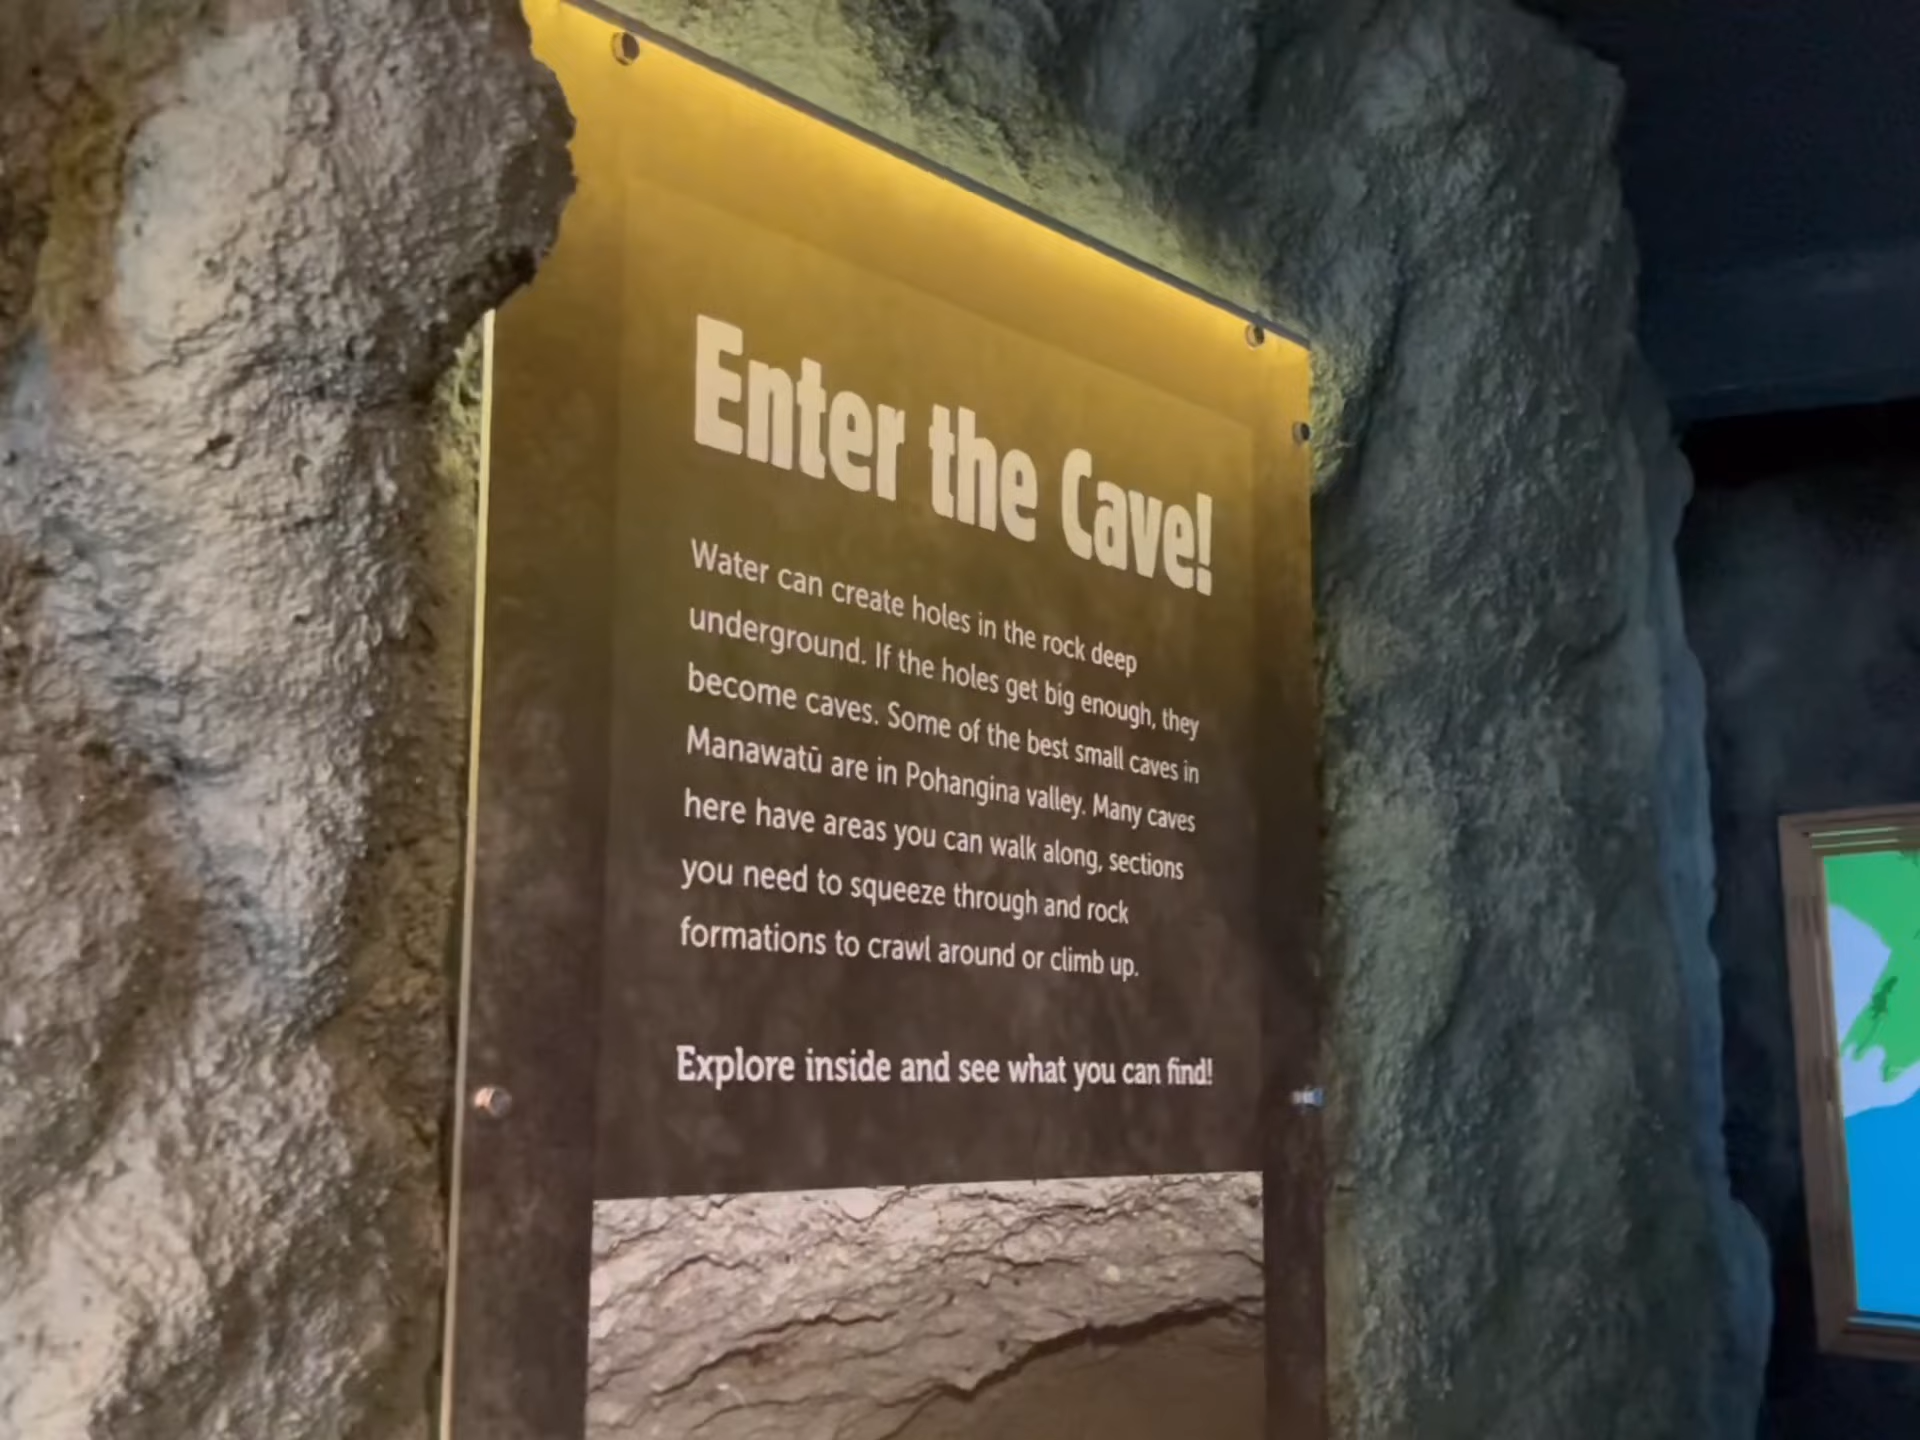 Enter the Cave!
Water can create holes in the rock deep
underground. If the holes get big enough, they
become caves. Some of the best small caves in
Manawatū are in Pohangina valley. Many caves
here have areas you can walk along, sections
you need to squeeze through and rock
formations to crawl around or climb up.
Explore inside and see what you can find!